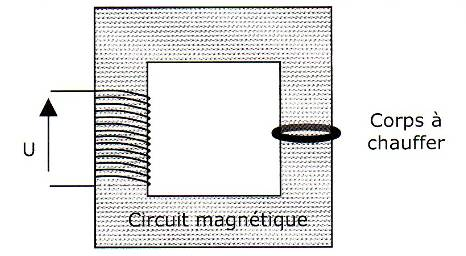 U
Corps à
chauffer
Circuit magnétique